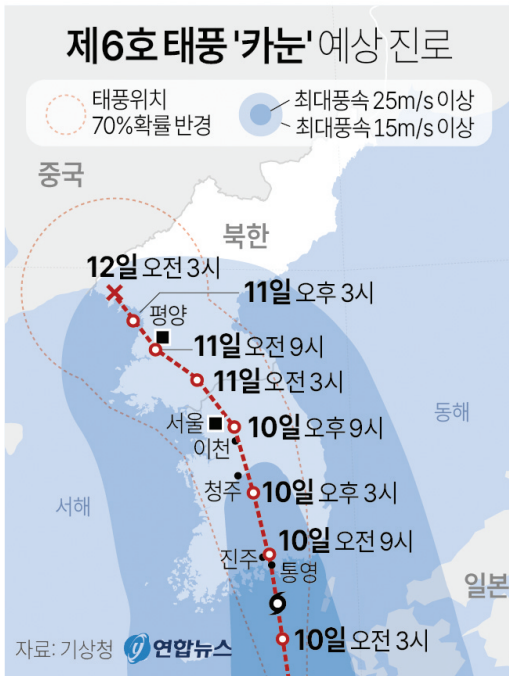 제6호 태풍 '카눈' 예상 진로
태풍위치
70%확률 반경
최대풍속 25m/s 이상
최대풍속 15m/s 이상
중국
북한
12일 오전 3시
11일 오후 3시
평양
11일 오전 9시
11일 오전 3시
서울
10일 오후 9시
동해
이천
청주
10일 오후 3시
서해
10일 오전 9시
진주
통영
일본
10일 오전 3시
자료: 기상청 y 연합뉴스